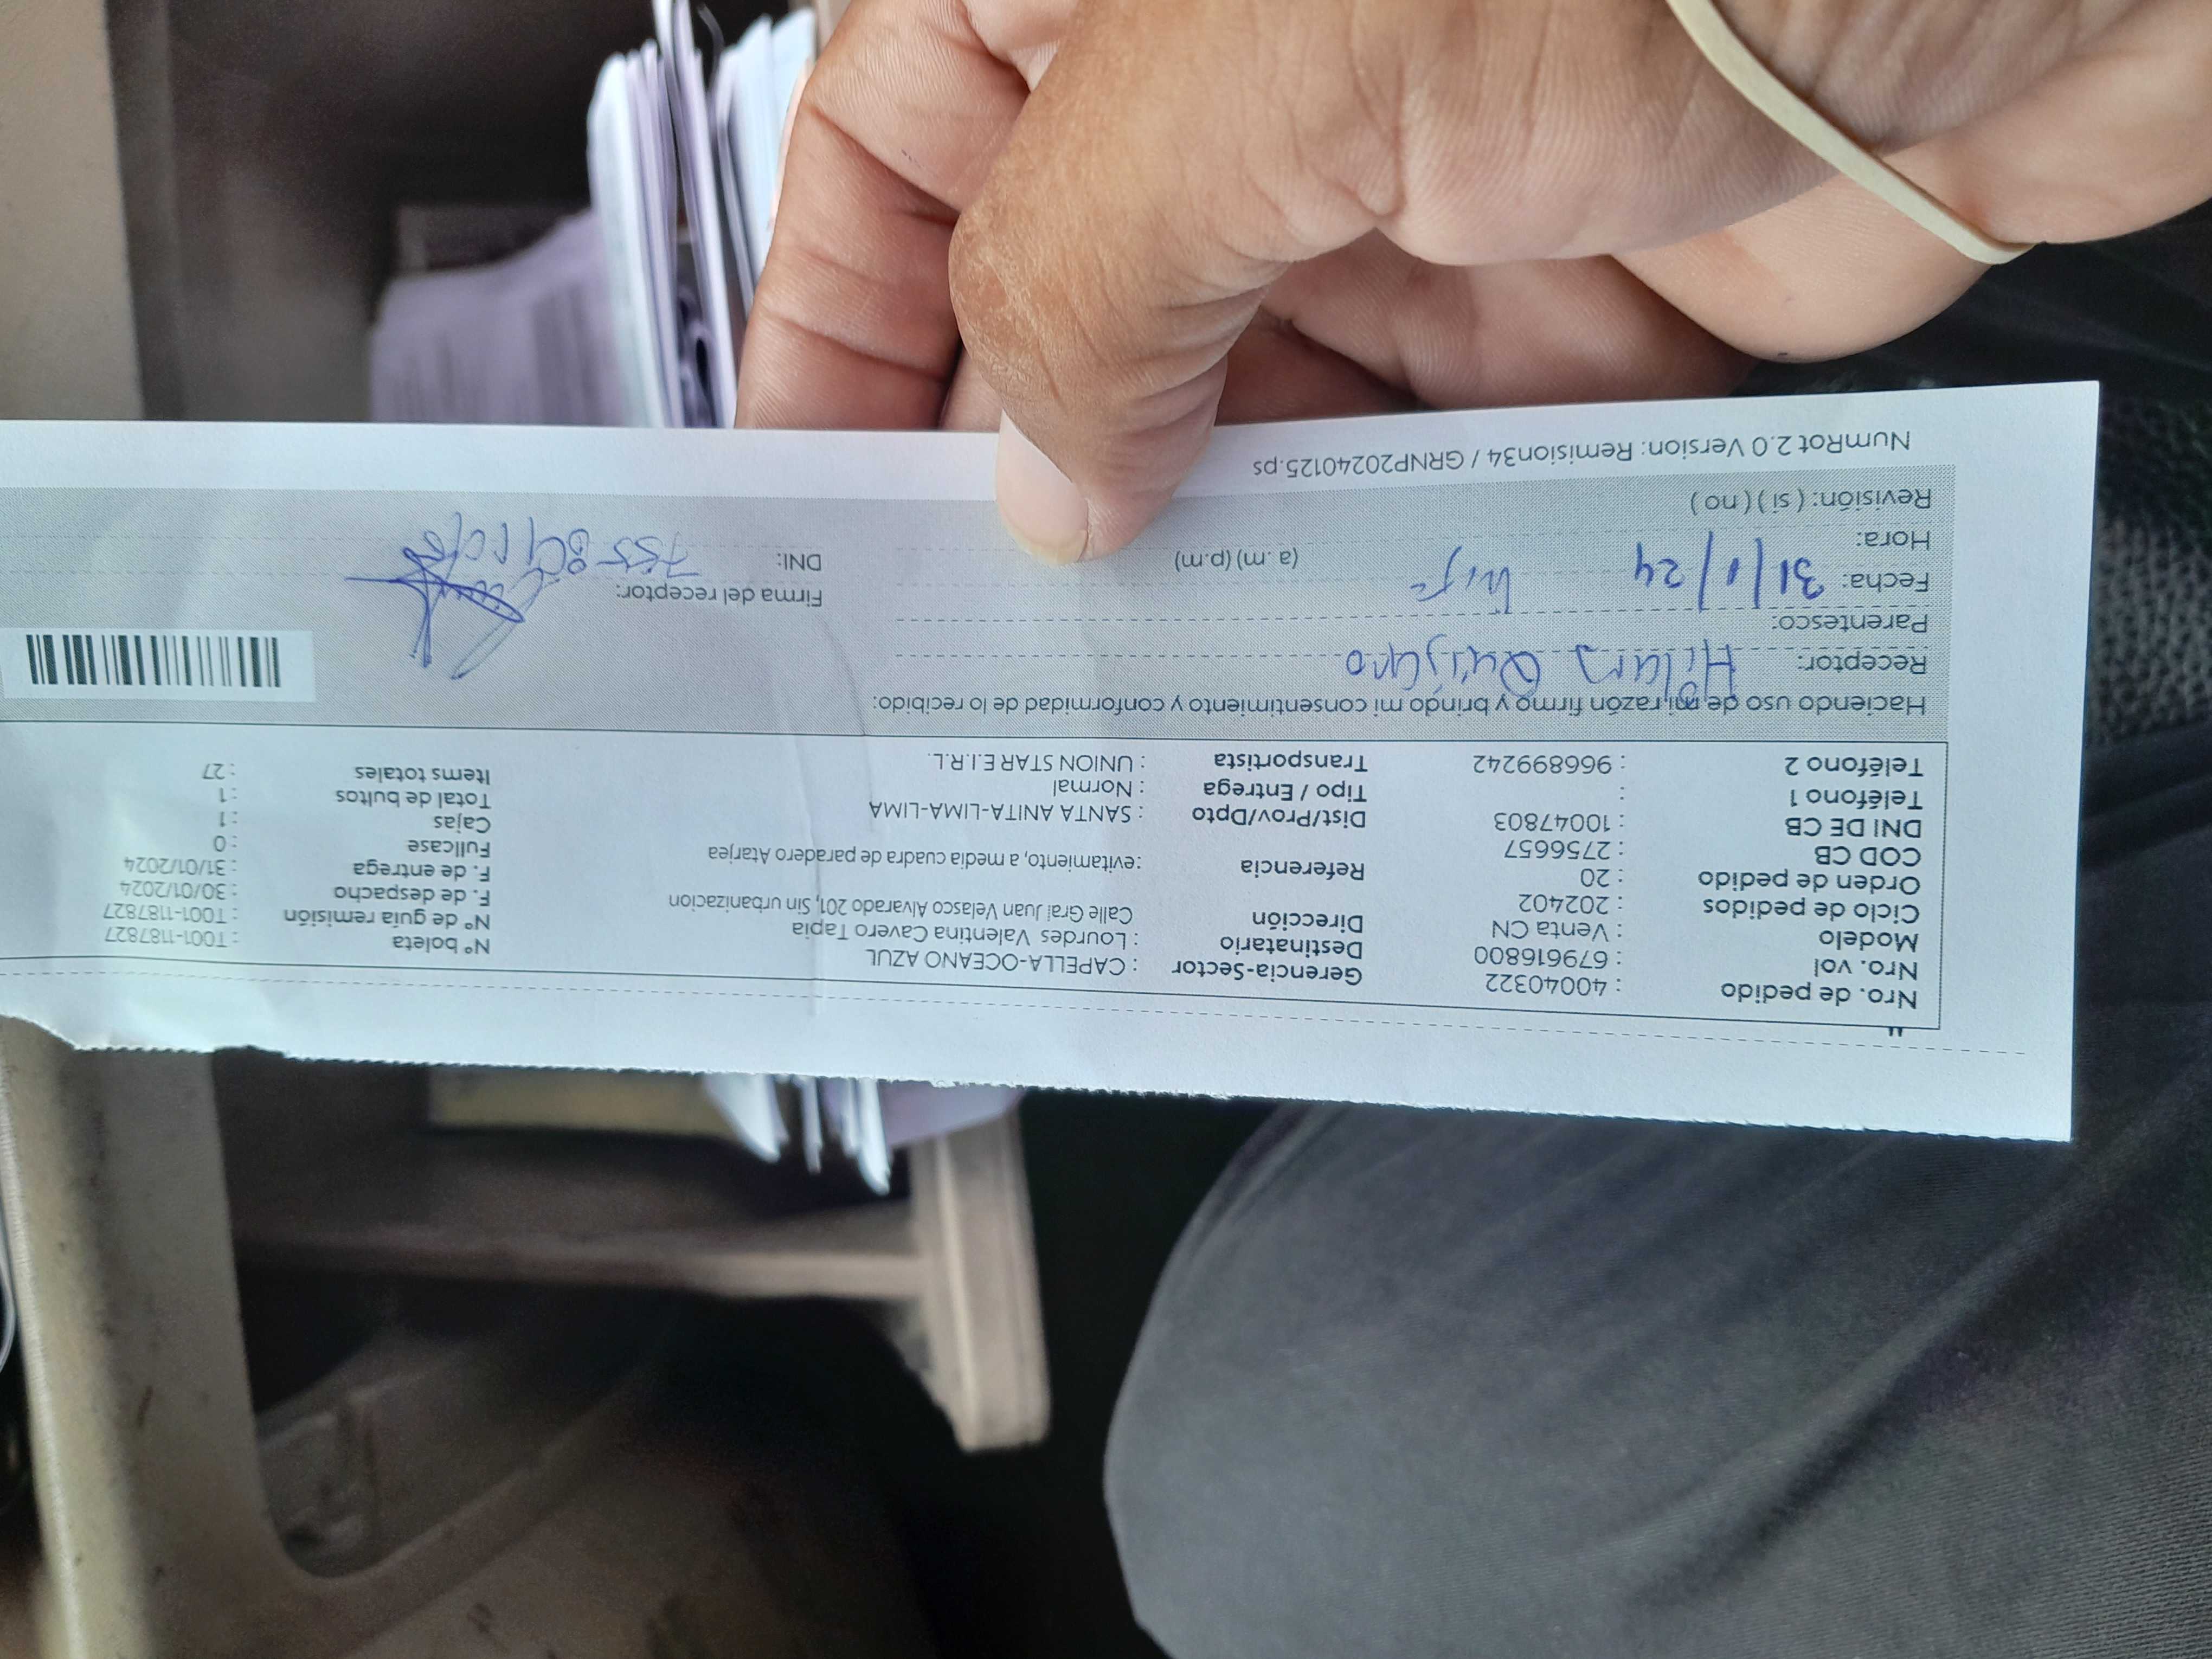 Nro. de pedido : 40040322
Nro. vol : 679616800
Modelo : Venta CN
Ciclo de pedidos : 202402
Orden de pedido : 20
COD CB : 2756657
DNI DE CB : 10047803
Teléfono 1 :
Teléfono 2 : 966899242
Gerencia-Sector : CAPELLA-OCEANO AZUL
Destinatario : Lourdes Valentina Cavero Tapia
Dirección Calle Gral Juan Velasco Alvarado 201, Sin urbanizacion
Referencia :evitamiento, a media cuadra de paradero Atarjea
Dist/Prov/Dpto : SANTA ANITA-LIMA-LIMA
Tipo / Entrega : Normal
Transportista : UNION STAR E.I.R.L.
N° boleta : T001-1187827
N° de guía remisión : T001-1187827
F. de despacho : 30/01/2024
F. de entrega : 31/01/2024
Fullcase : 0
Cajas : 1
Total de bultos : 1
Items totales : 27
Haciendo uso de mi razón firmo y brindo mi consentimiento y conformidad de lo recibido:
Receptor: Quijano
Parentesco:
Fecha: 31/1/24
Hora: (a. m) (p.m)
Revisión: ( si ) ( no )
Firma del receptor:
DNI:
NumRot 2.0 Version: Remision34 / GRNP20240125.ps